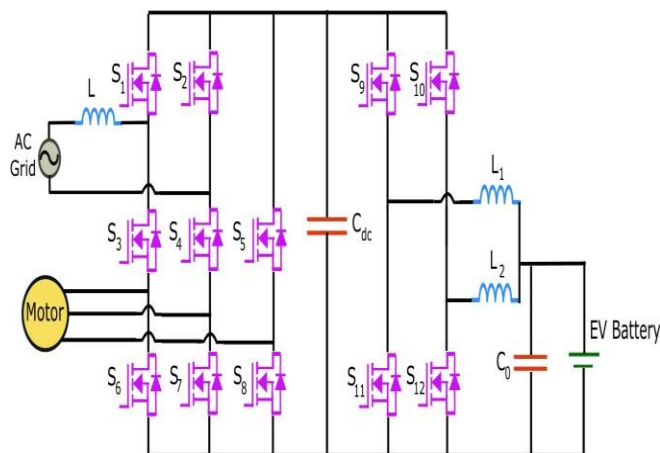 S1
S2
S9
S10
L
AC
Grid
L1
S3
S4
S5
Cdc
L2
Motor
EV Battery
S6
S7
S8
S11
S12
C0